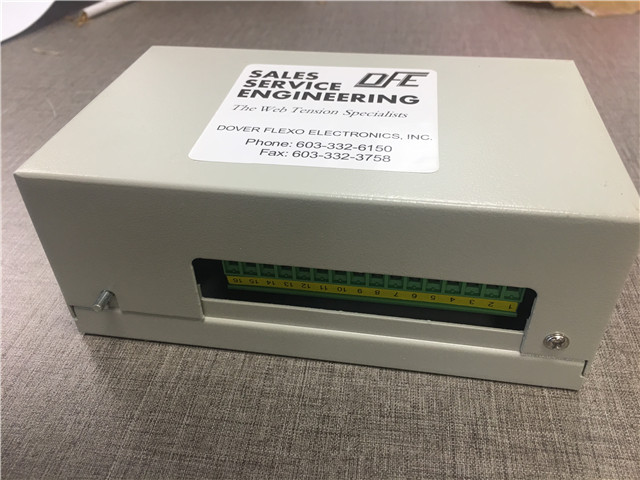 SALES DFE
SERVICE
ENGINEERING
The Web Tension Specialists
DOVER FLEXO ELECTRONICS, INC.
Phone: 603-332-6150
Fax: 603-332-3758
16 15 14 13 12 11 10 9 8 7 6 5 4 3 2 1